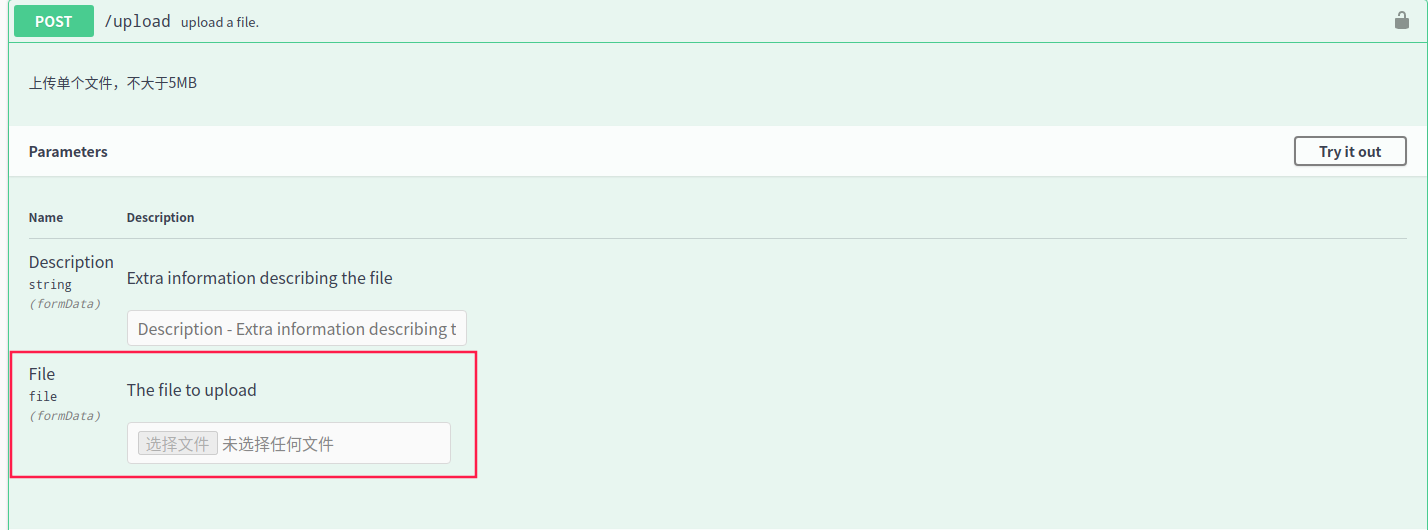 POST /upload upload a file.
上传单个文件，不大于5MB
Parameters Try it out
Name Description
Description
string
(formData)
Extra information describing the file
Description - Extra information describing t
File
file
(formData)
The file to upload
选择文件 未选择任何文件